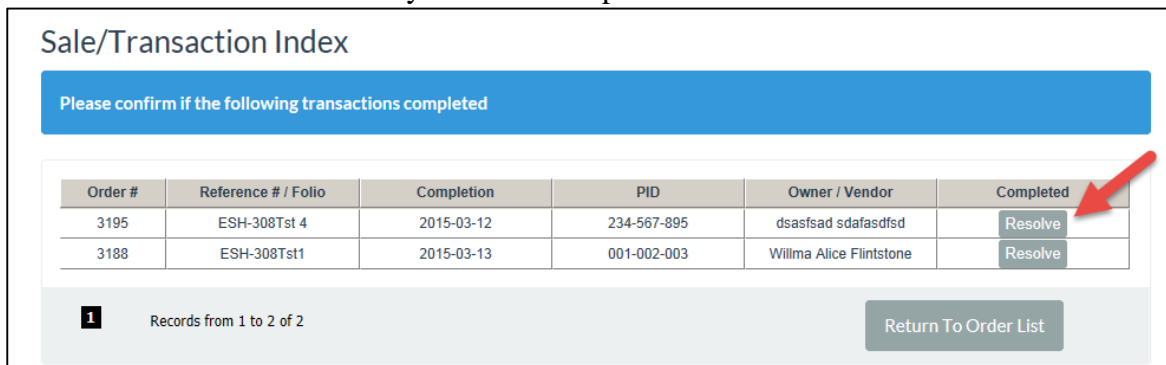 Sale/Transaction Index
Please confirm if the following transactions completed
Order # Reference # / Folio Completion PID Owner / Vendor Completed
3195 ESH-308Tst 4 2015-03-12 234-567-895 dsasfsad sdafasdfsd Resolve
3188 ESH-308Tst1 2015-03-13 001-002-003 Willma Alice Flintstone Resolve
1 Records from 1 to 2 of 2 Return To Order List